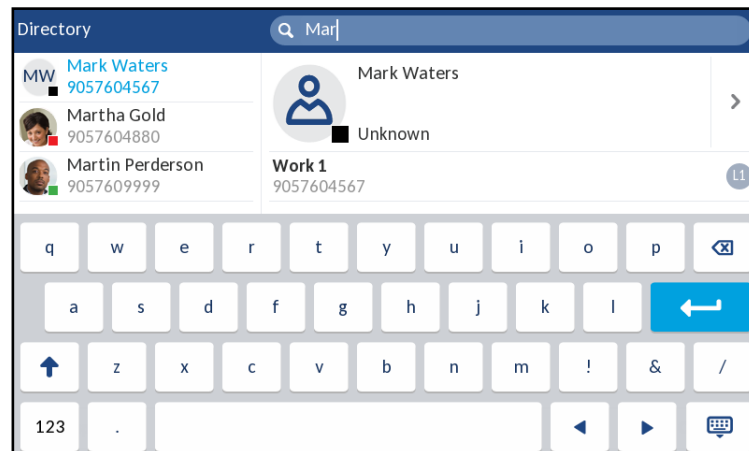 Directory
Mar
MW
Mark Waters
9057604567
Martha Gold
9057604880
Martin Perderson
9057609999
Mark Waters
Unknown
Work 1
9057604567
L1
q w e r t y u i o p
a s d f g h j k l
z x c v b n m ! & /
123 .